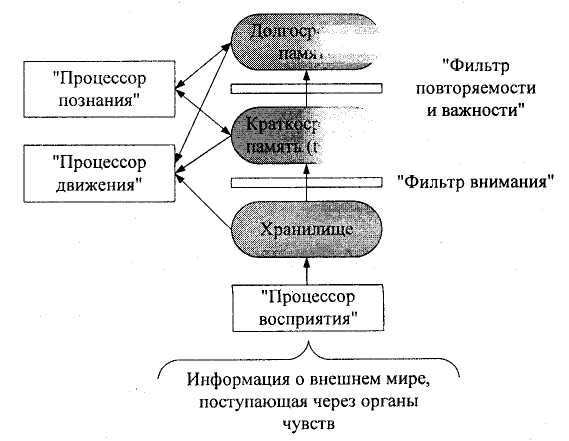 "Процессор
познания"
"Процессор
движения"
"Фильтр
повторяемости
и важности"
"Фильтр внимания"
память
Хранилище
"Процессор
восприятия"
Информация о внешнем мире,
поступающая через органы
чувств